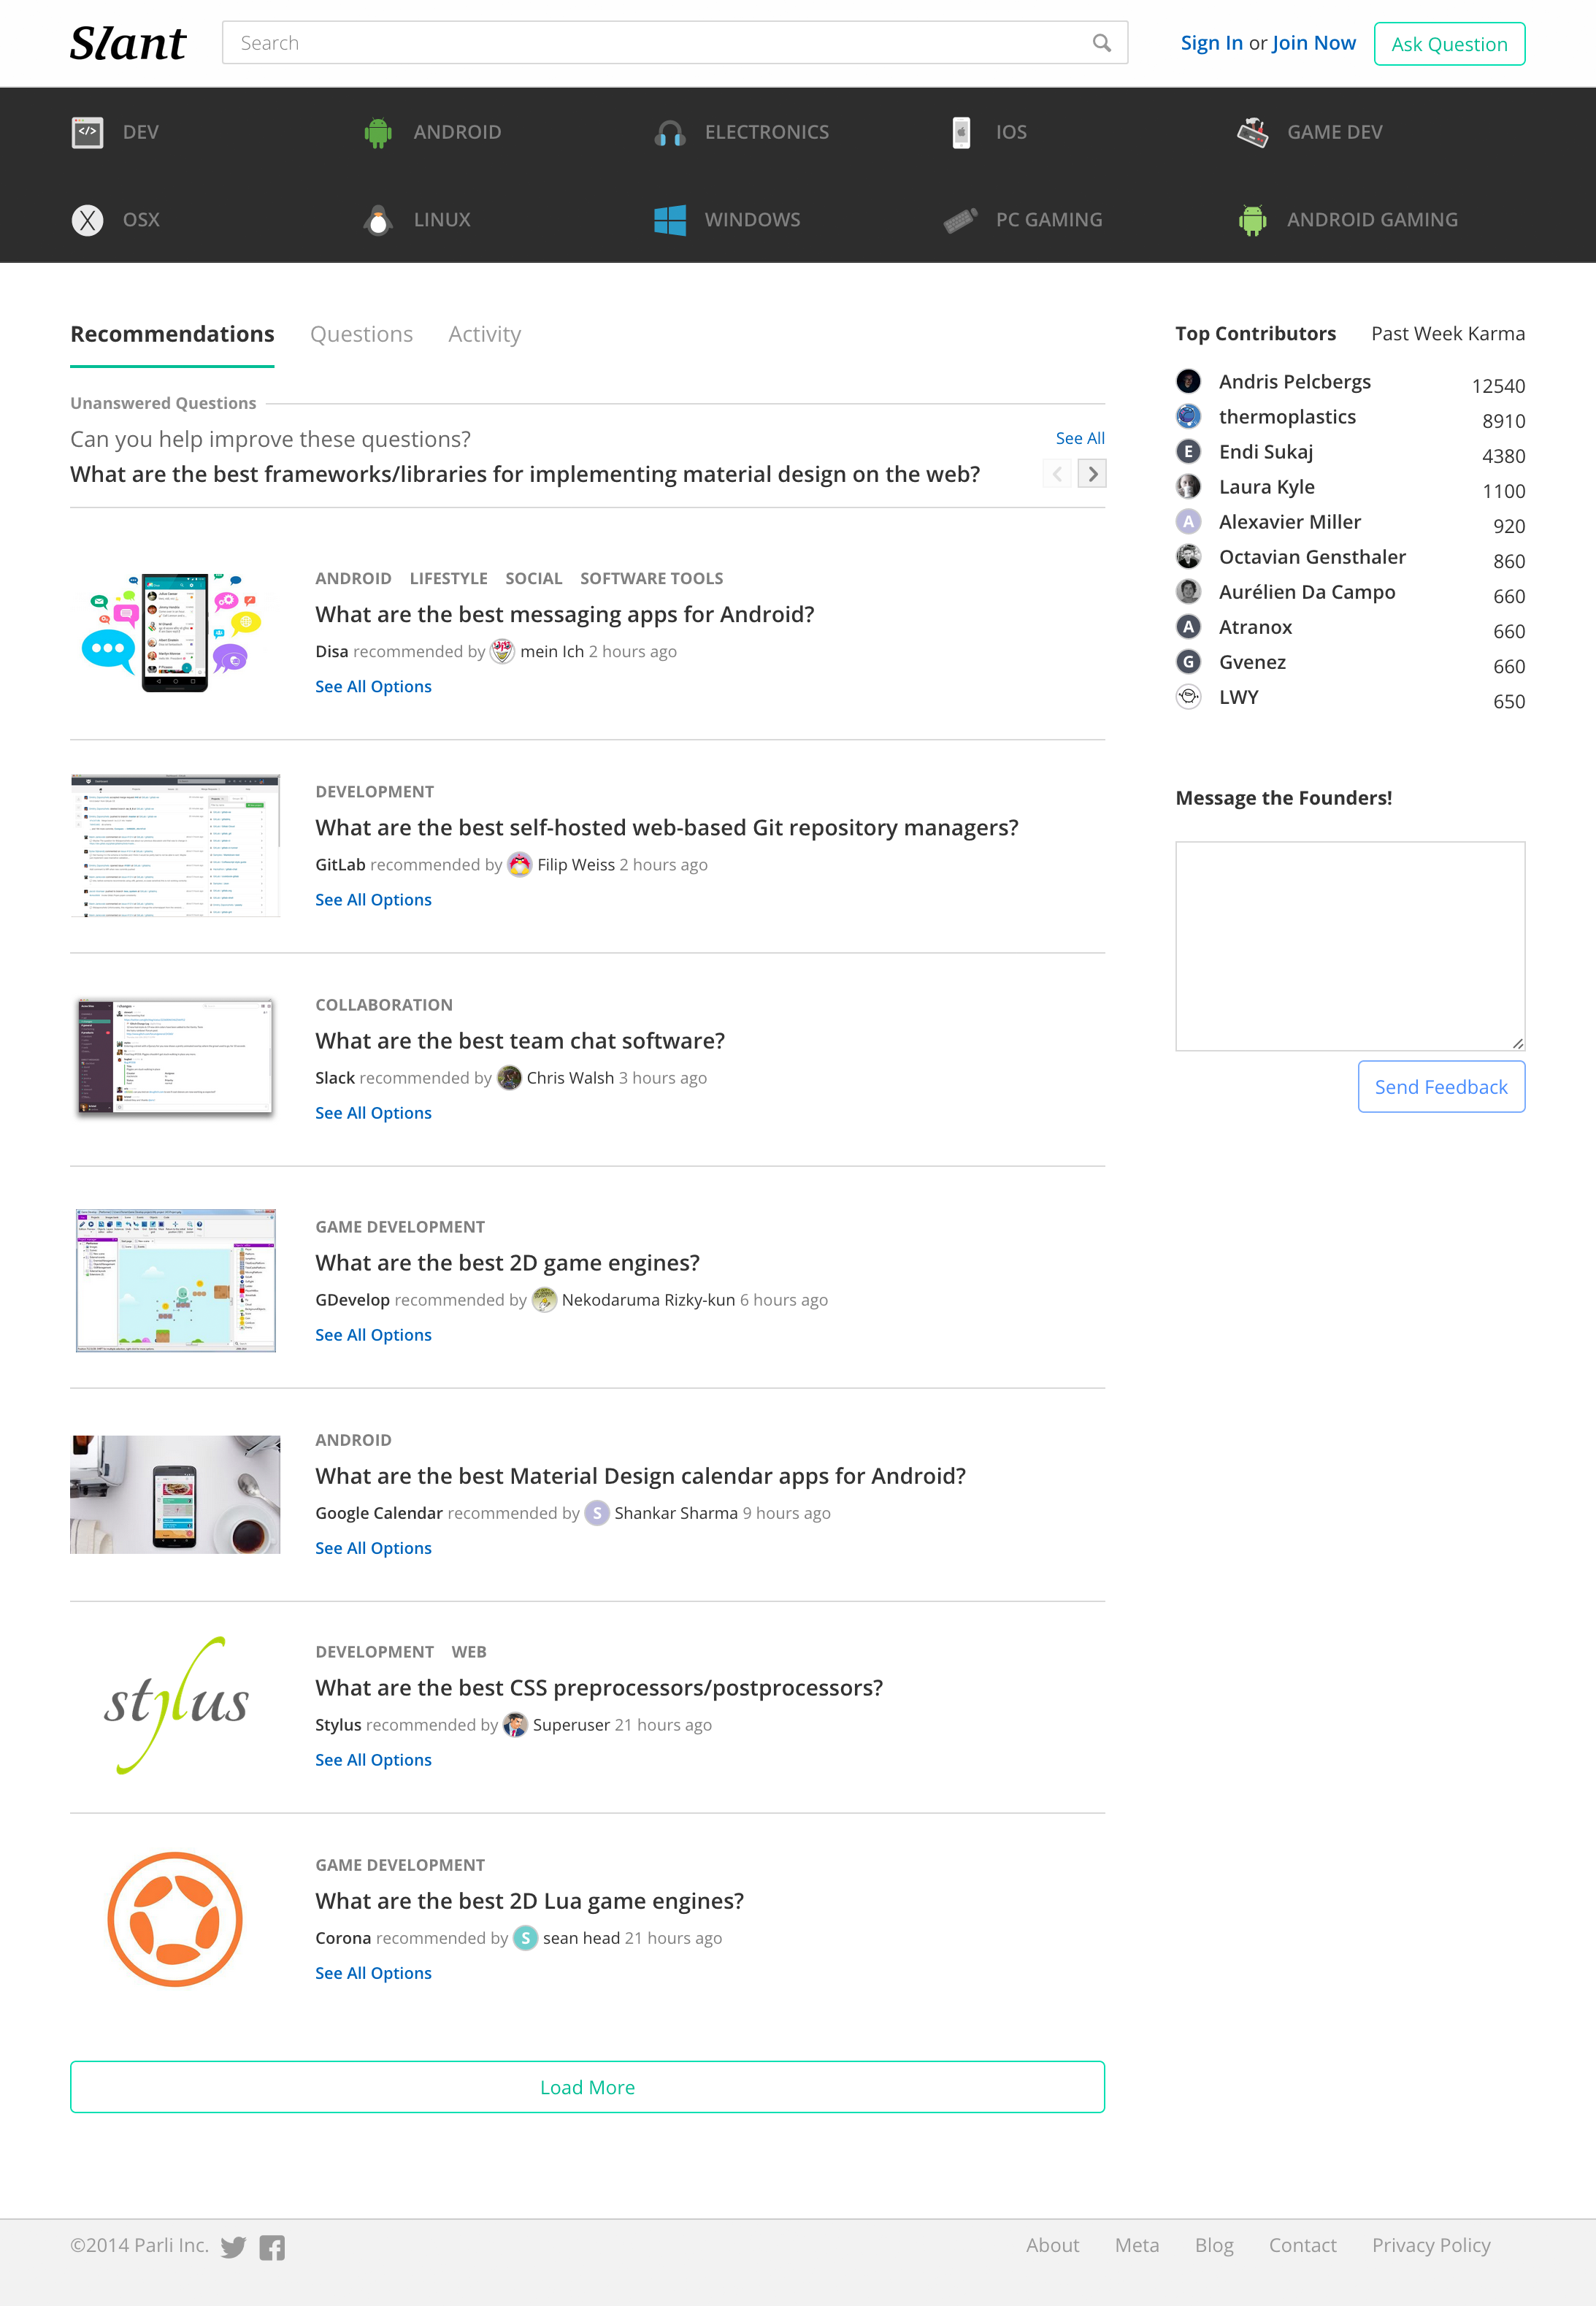 Slant
Search
Sign In or Join Now
Ask Question
DEV
ANDROID
ELECTRONICS
IOS
GAME DEV
OSX
LINUX
WINDOWS
PC GAMING
ANDROID GAMING
Recommendations
Questions
Activity
Unanswered Questions
Can you help improve these questions?
See All
What are the best frameworks/libraries for implementing material design on the web?
ANDROID LIFESTYLE SOCIAL SOFTWARE TOOLS
What are the best messaging apps for Android?
Disa recommended by mein Ich 2 hours ago
See All Options
DEVELOPMENT
What are the best self-hosted web-based Git repository managers?
GitLab recommended by Filip Weiss 2 hours ago
See All Options
COLLABORATION
What are the best team chat software?
Slack recommended by Chris Walsh 3 hours ago
See All Options
GAME DEVELOPMENT
What are the best 2D game engines?
GDevelop recommended by Nekodaruma Rizky-kun 6 hours ago
See All Options
ANDROID
What are the best Material Design calendar apps for Android?
Google Calendar recommended by S Shankar Sharma 9 hours ago
See All Options
stylus
DEVELOPMENT WEB
What are the best CSS preprocessors/postprocessors?
Stylus recommended by Superuser 21 hours ago
See All Options
GAME DEVELOPMENT
What are the best 2D Lua game engines?
Corona recommended by S sean head 21 hours ago
See All Options
Load More
Top Contributors Past Week Karma
Andris Pelcbergs 12540
thermoplastics 8910
E Endi Sukaj 4380
Laura Kyle 1100
A Alexavier Miller 920
Octavian Gensthaler 860
Aurélien Da Campo 660
A Atranox 660
G Gvenez 660
LWY 650
Message the Founders!
Send Feedback
©2014 Parli Inc.
About
Meta
Blog
Contact
Privacy Policy